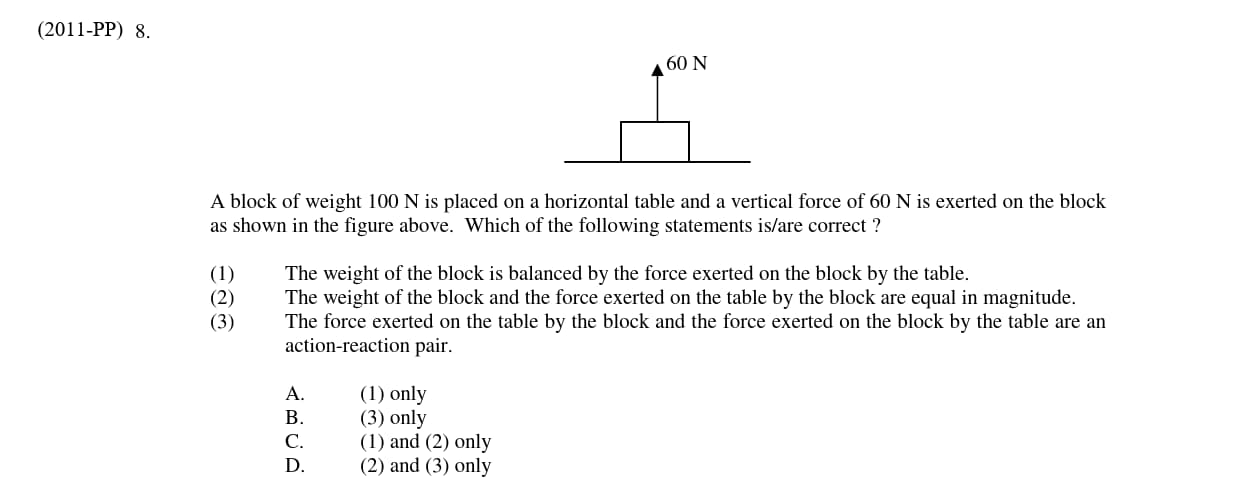 (2011-PP) 8.
60 N
A block of weight 100 N is placed on a horizontal table and a vertical force of 60 N is exerted on the block
as shown in the figure above. Which of the following statements is/are correct ?
(1) The weight of the block is balanced by the force exerted on the block by the table.
(2) The weight of the block and the force exerted on the table by the block are equal in magnitude.
(3) The force exerted on the table by the block and the force exerted on the block by the table are an
action-reaction pair.
A. (1) only
B. (3) only
C. (1) and (2) only
D. (2) and (3) only